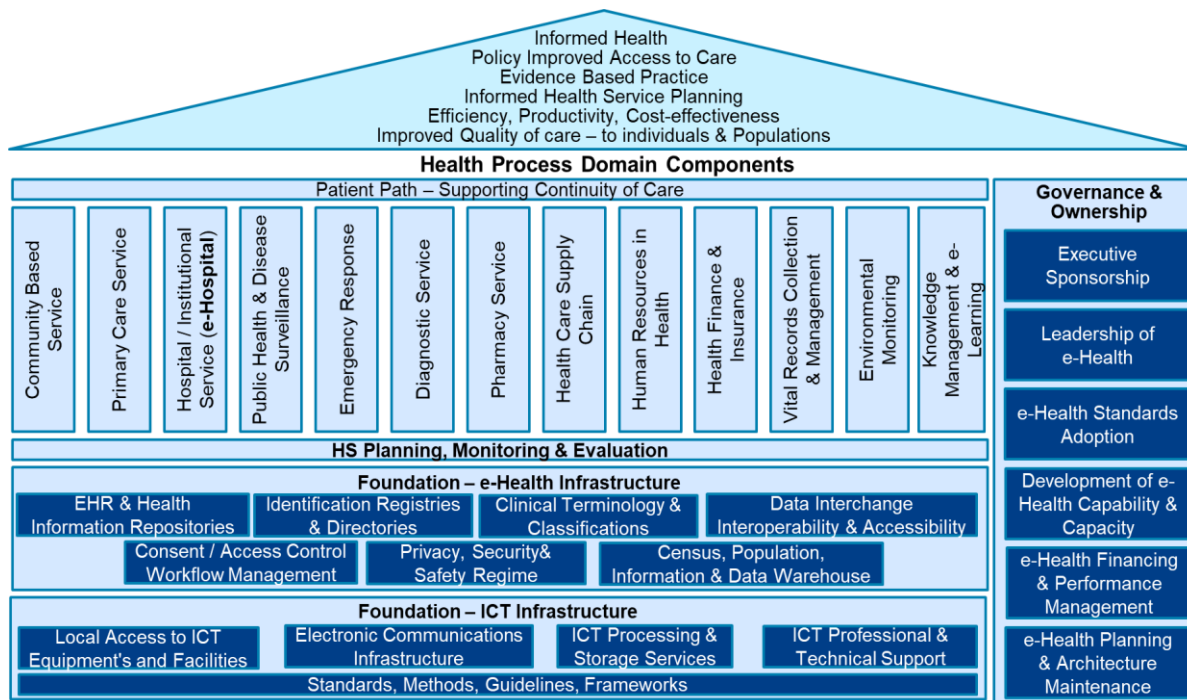 Informed Health
Policy Improved Access to Care
Evidence Based Practice
Informed Health Service Planning
Efficiency, Productivity, Cost-effectiveness
Improved Quality of care – to individuals & Populations
Health Process Domain Components
Patient Path – Supporting Continuity of Care
Community Based
Service
Primary Care Service
Hospital / Institutional
Service (e-Hospital)
Public Health & Disease
Surveillance
Emergency Response
Diagnostic Service
Pharmacy Service
Health Care Supply
Chain
Human Resources in
Health
Health Finance &
Insurance
Vital Records Collection
& Management
Environmental
Monitoring
Knowledge
Management & e-
Learning
HS Planning, Monitoring & Evaluation
Foundation – e-Health Infrastructure
EHR & Health
Information Repositories
Identification Registries
& Directories
Clinical Terminology &
Classifications
Data Interchange
Interoperability & Accessibility
Consent / Access Control
Workflow Management
Privacy, Security&
Safety Regime
Census, Population,
Information & Data Warehouse
Foundation – ICT Infrastructure
Local Access to ICT
Equipment's and Facilities
Electronic Communications
Infrastructure
ICT Processing &
Storage Services
ICT Professional &
Technical Support
Standards, Methods, Guidelines, Frameworks
Governance &
Ownership
Executive
Sponsorship
Leadership of
e-Health
e-Health Standards
Adoption
Development of e-
Health Capability &
Capacity
e-Health Financing
& Performance
Management
e-Health Planning
& Architecture
Maintenance